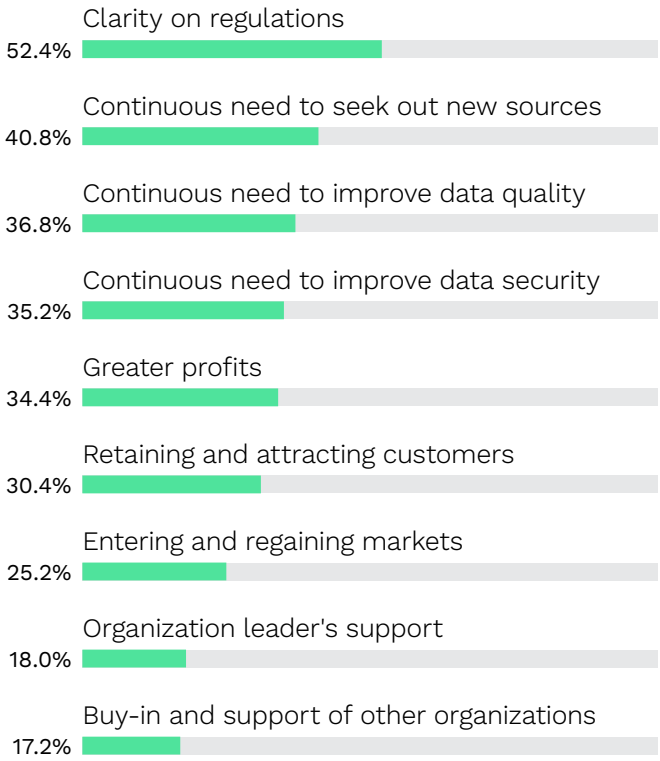 Clarity on regulations
52.4%
Continuous need to seek out new sources
40.8%
Continuous need to improve data quality
36.8%
Continuous need to improve data security
35.2%
Greater profits
34.4%
Retaining and attracting customers
30.4%
Entering and regaining markets
25.2%
Organization leader's support
18.0%
Buy-in and support of other organizations
17.2%